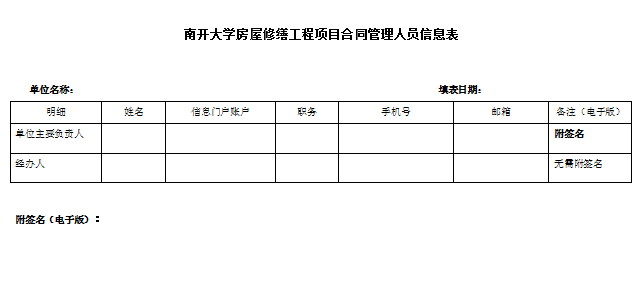 南开大学房屋修缮工程项目合同管理人员信息表
单位名称： 填表日期：
明细 姓名 信息门户账户 职务 手机号 邮箱 备注（电子版）
单位主要负责人 附签名
经办人 无需附签名
附签名（电子版）：